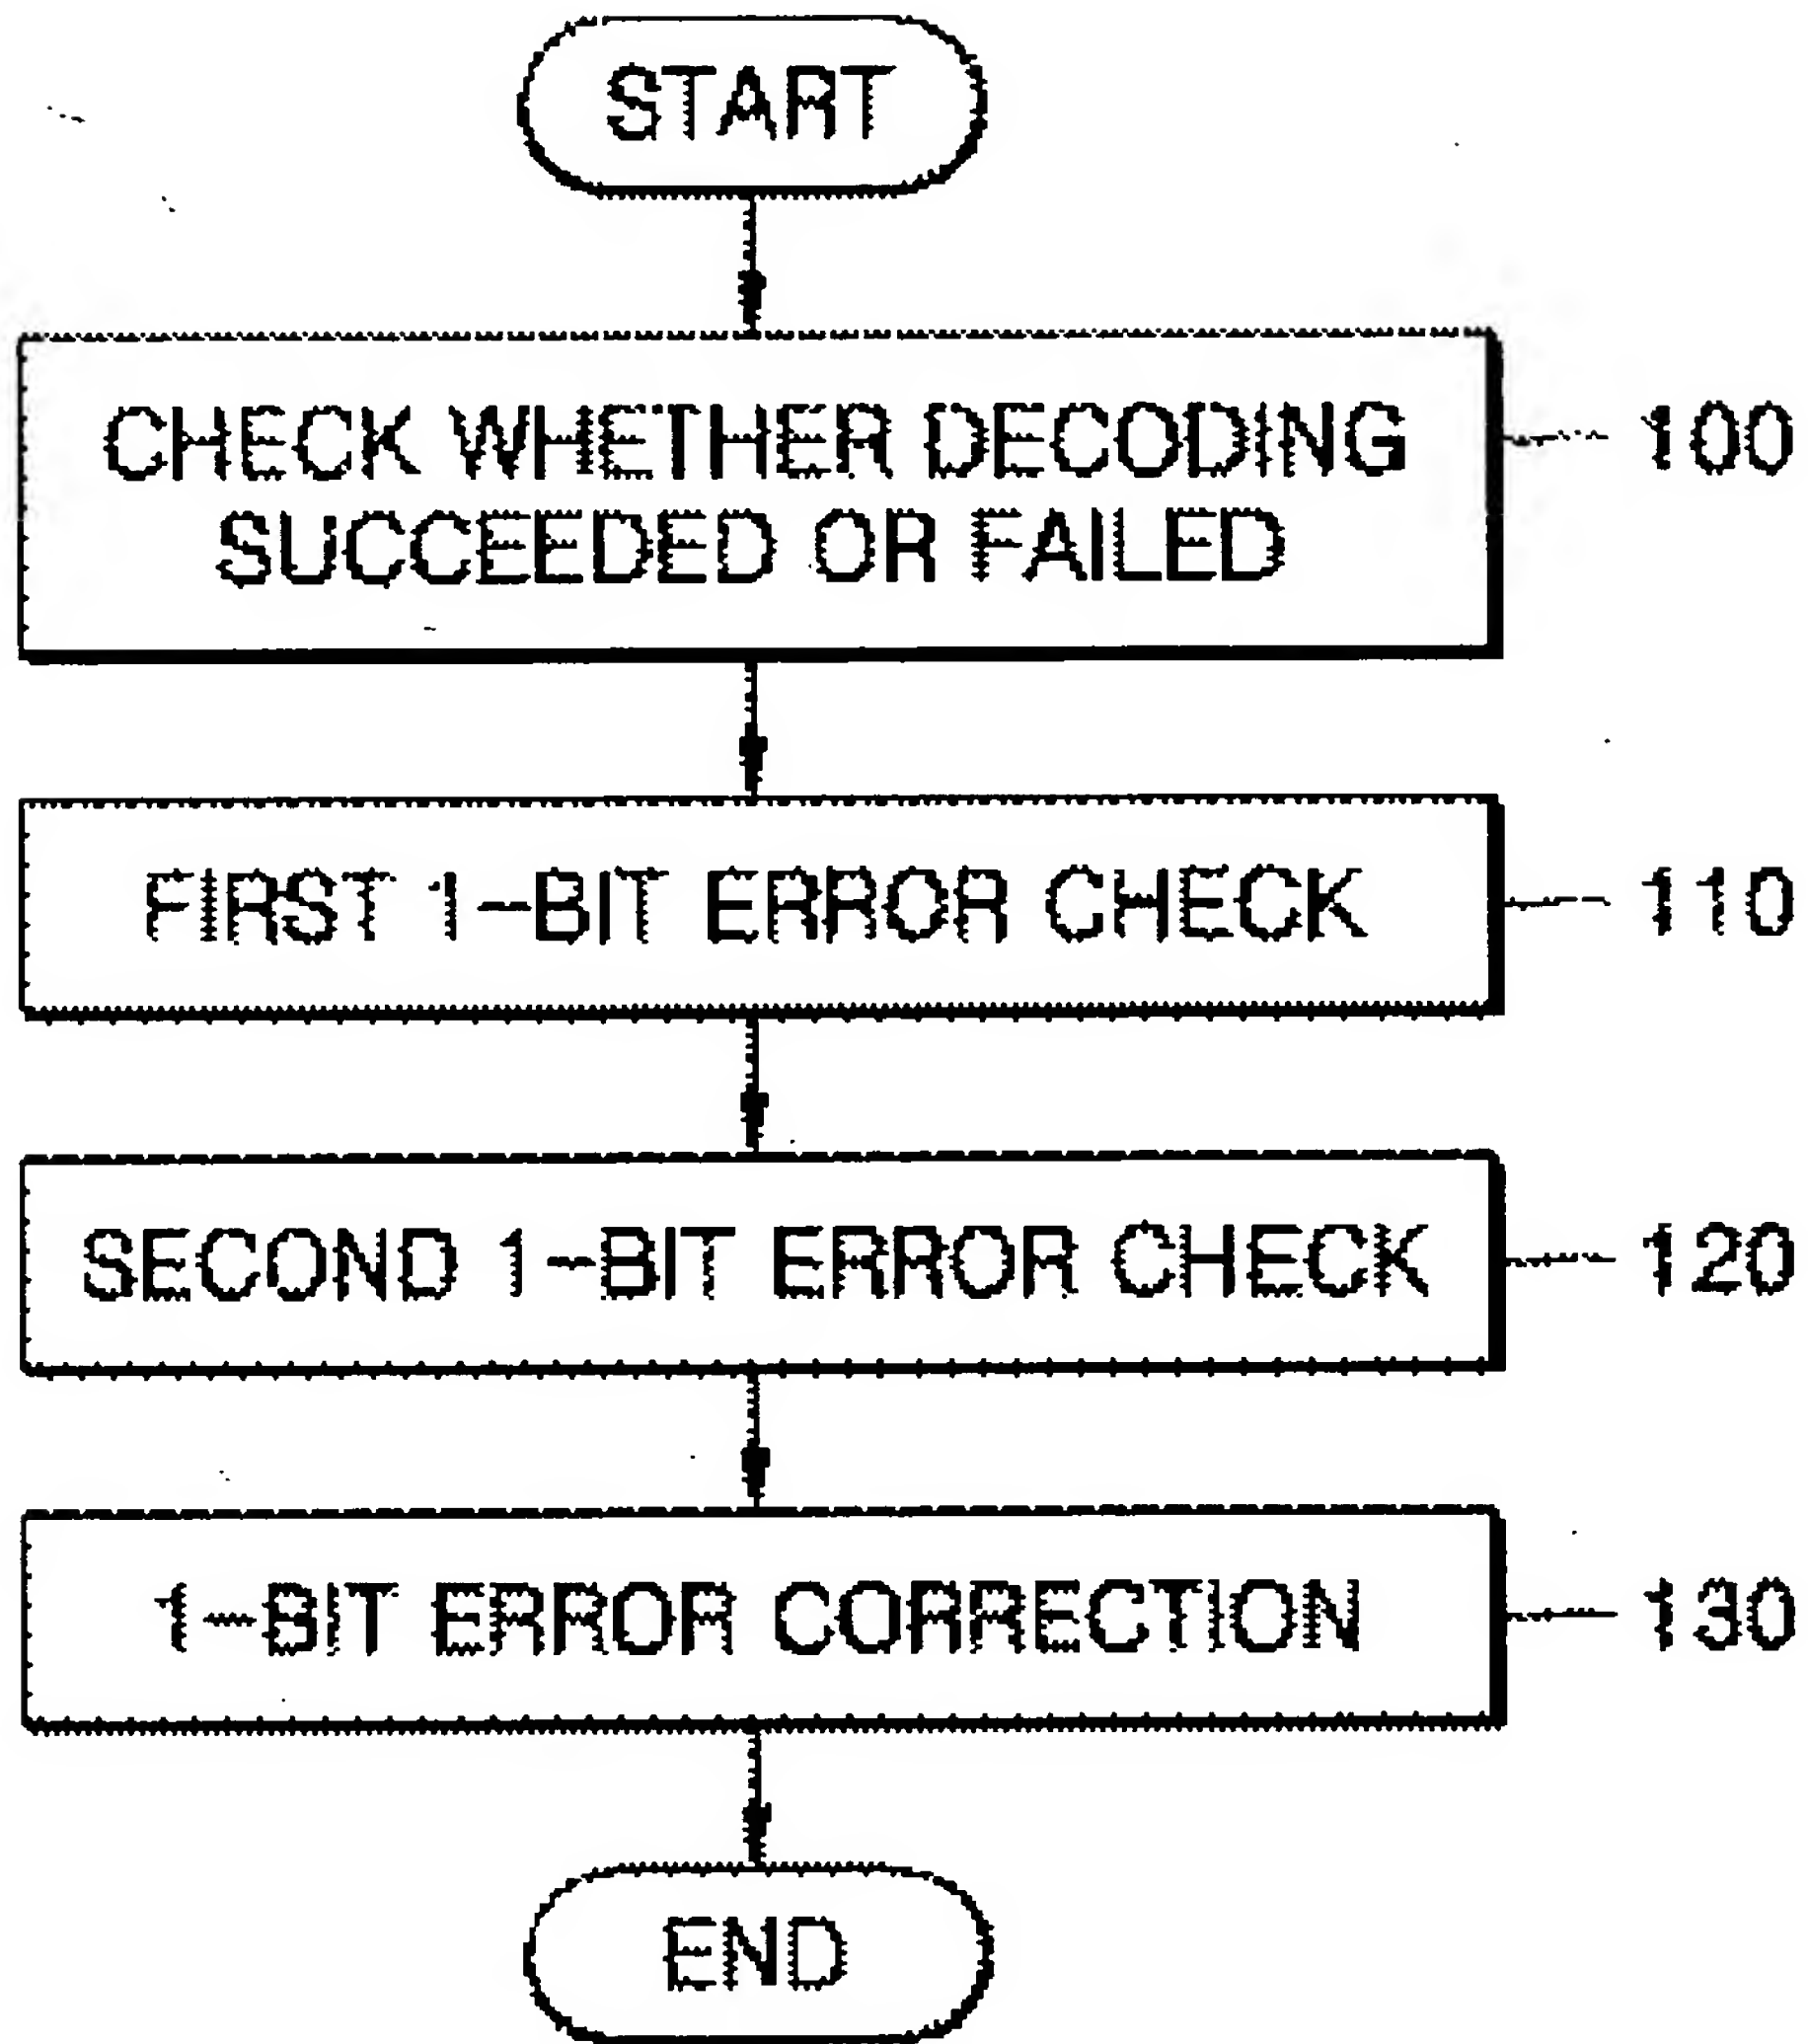 START
CHECK WHETHER DECODING
SUCCEEDED OR FAILED
100
FIRST 1-BIT ERROR CHECK
110
SECOND 1-BIT ERROR CHECK
120
1-BIT ERROR CORRECTION
130
END